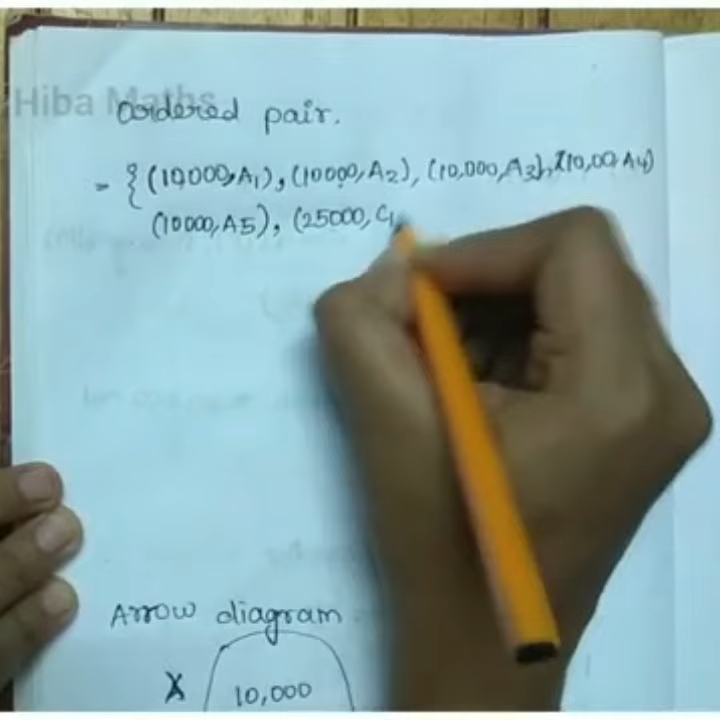 Hiba Maths
Ordered pair.
= { (10000,A1), (10000,A2), (10,000,A3), (10,00 A4)
(10000,A5), (25000, C1
Arrow diagram
X 10,000